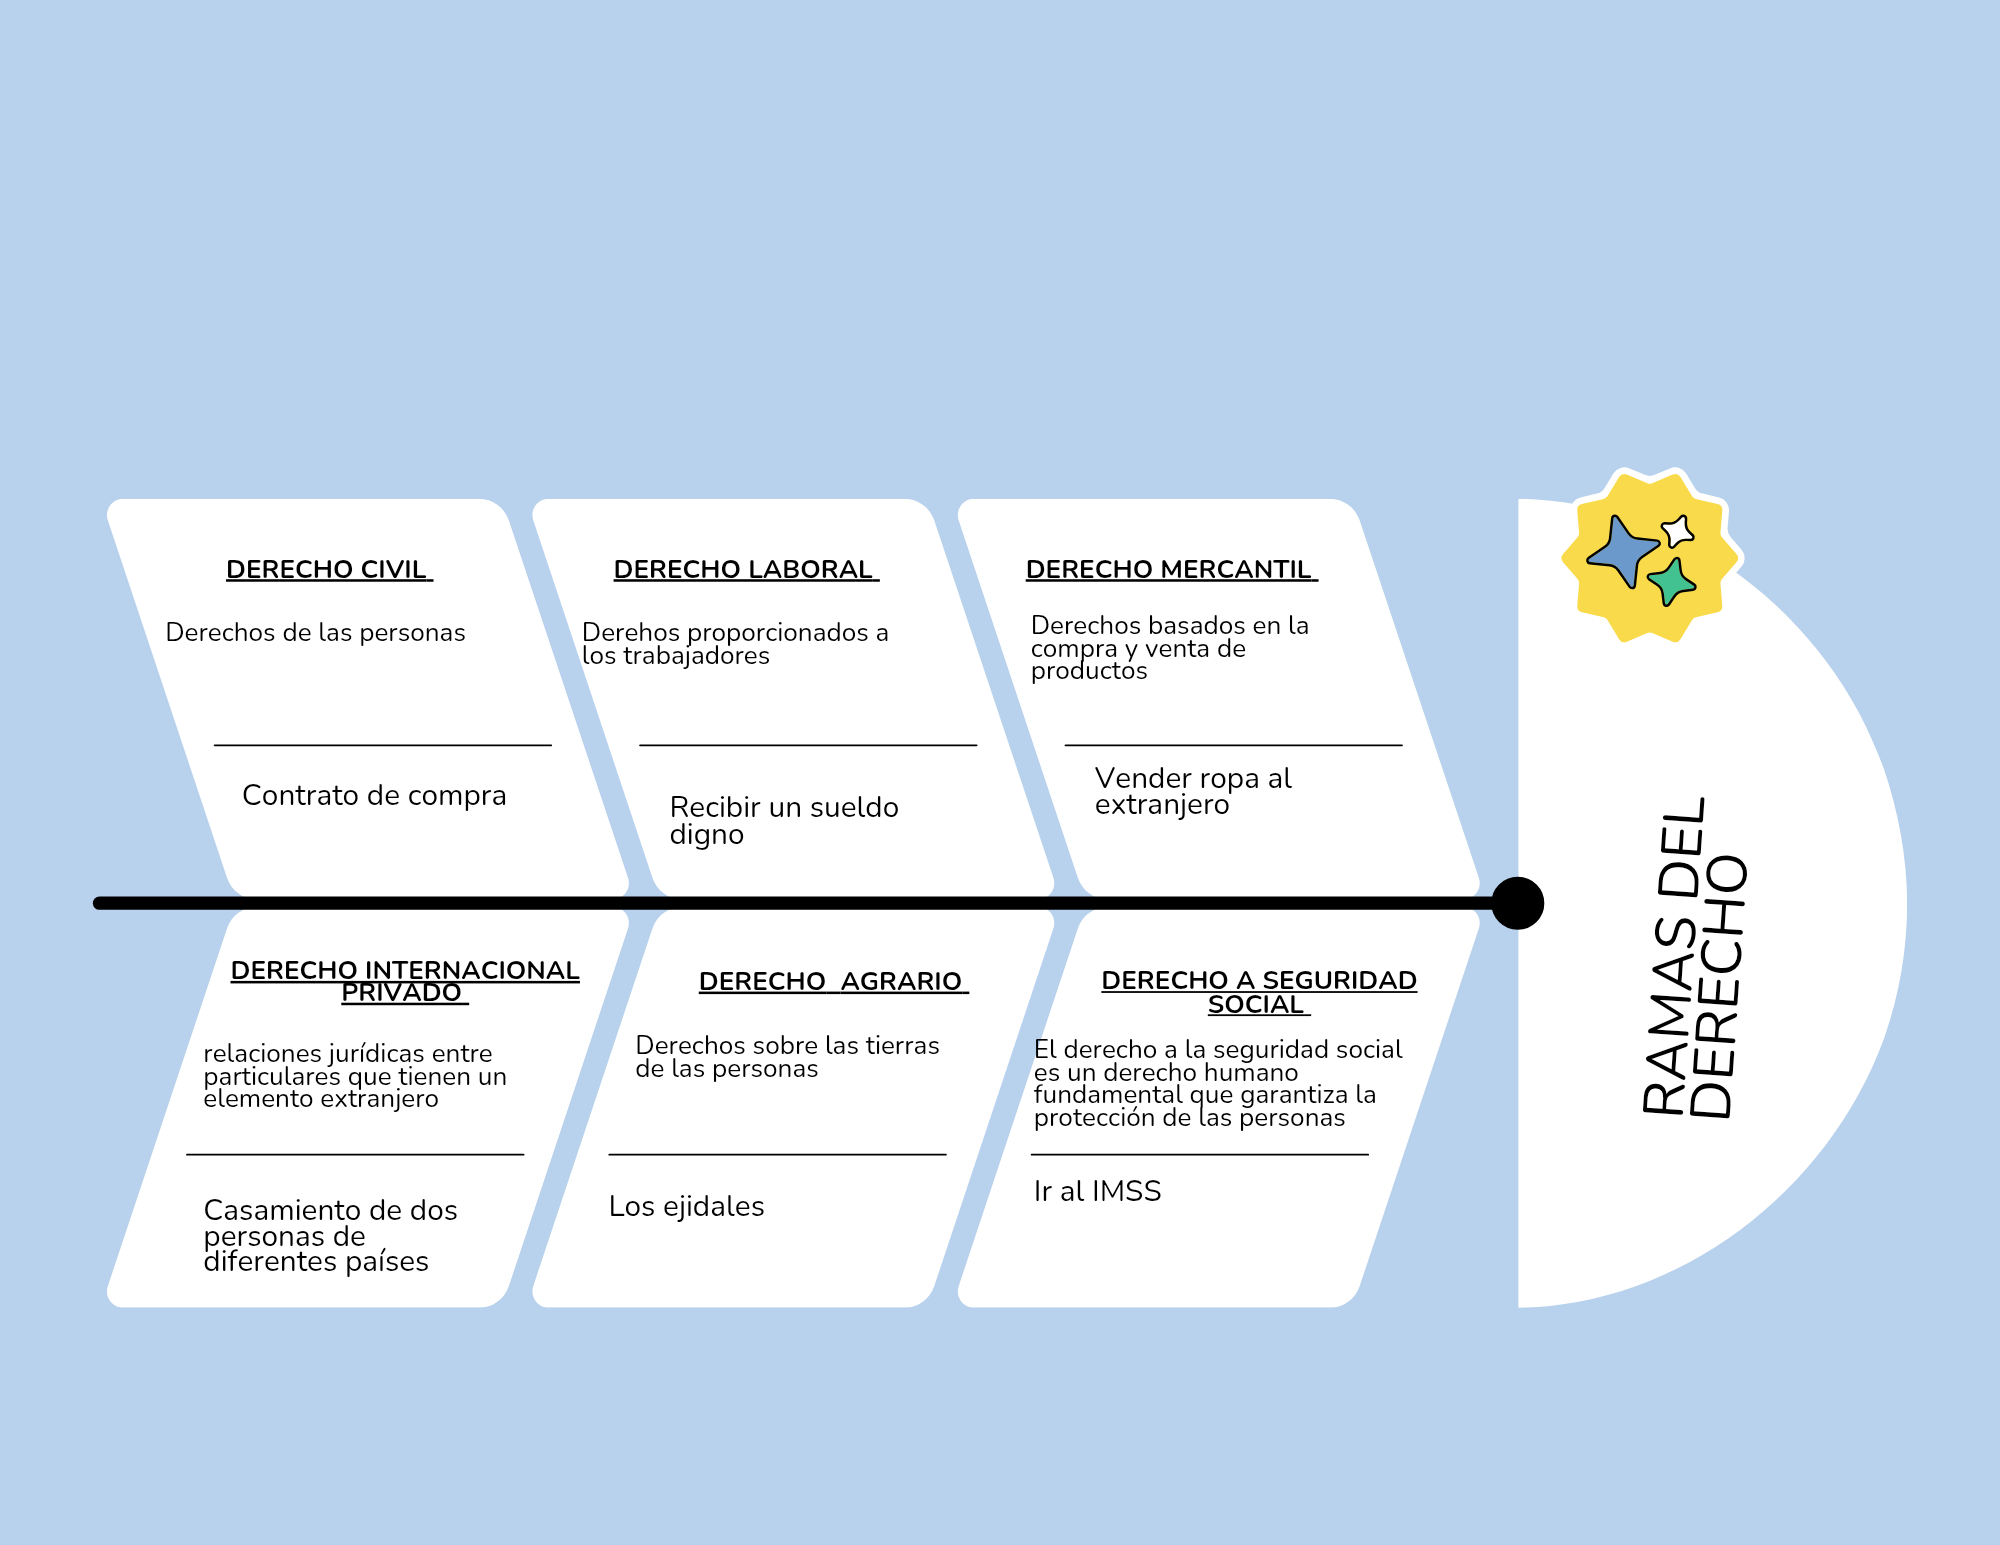 DERECHO CIVIL
Derechos de las personas
Contrato de compra
DERECHO LABORAL
Derehos proporcionados a
los trabajadores
Recibir un sueldo
digno
DERECHO MERCANTIL
Derechos basados en la
compra y venta de
productos
Vender ropa al
extranjero
DERECHO INTERNACIONAL
PRIVADO
relaciones jurídicas entre
particulares que tienen un
elemento extranjero
Casamiento de dos
personas de
diferentes países
DERECHO  AGRARIO
Derechos sobre las tierras
de las personas
Los ejidales
DERECHO A SEGURIDAD
SOCIAL
El derecho a la seguridad social
es un derecho humano
fundamental que garantiza la
protección de las personas
Ir al IMSS
RAMAS DEL
DERECHO